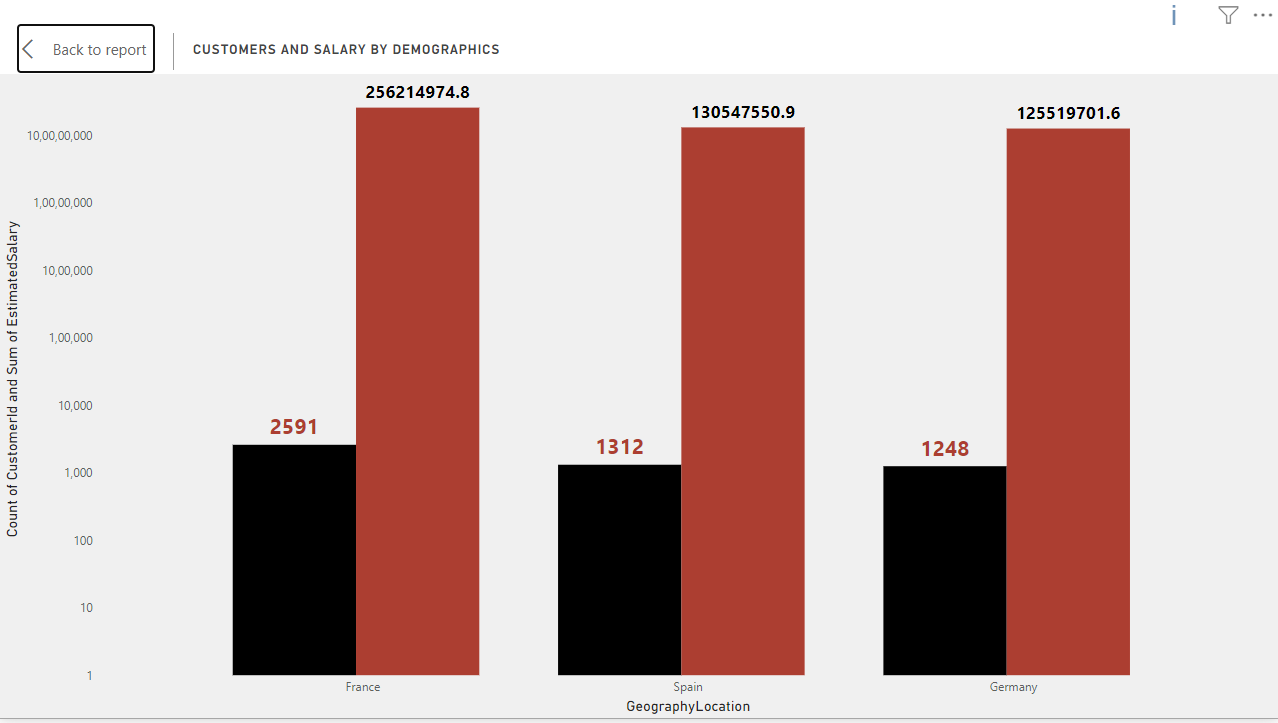 Back to report
CUSTOMERS AND SALARY BY DEMOGRAPHICS
Count of CustomerId and Sum of EstimatedSalary
10,00,00,000
1,00,00,000
10,00,000
1,00,000
10,000
1,000
100
10
1
256214974.8
130547550.9
125519701.6
2591
1312
1248
France
Spain
Germany
GeographyLocation